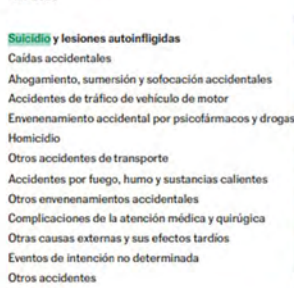 Suicidio y lesiones autoinfligidas
Caídas accidentales
Ahogamiento, sumersión y sofocación accidentales
Accidentes de tráfico de vehículo de motor
Envenenamiento accidental por psicofármacos y drogas
Homicidio
Otros accidentes de transporte
Accidentes por fuego, humo y sustancias calientes
Otros envenenamientos accidentales
Complicaciones de la atención médica y quirúgica
Otras causas externas y sus efectos tardíos
Eventos de intención no determinada
Otros accidentes